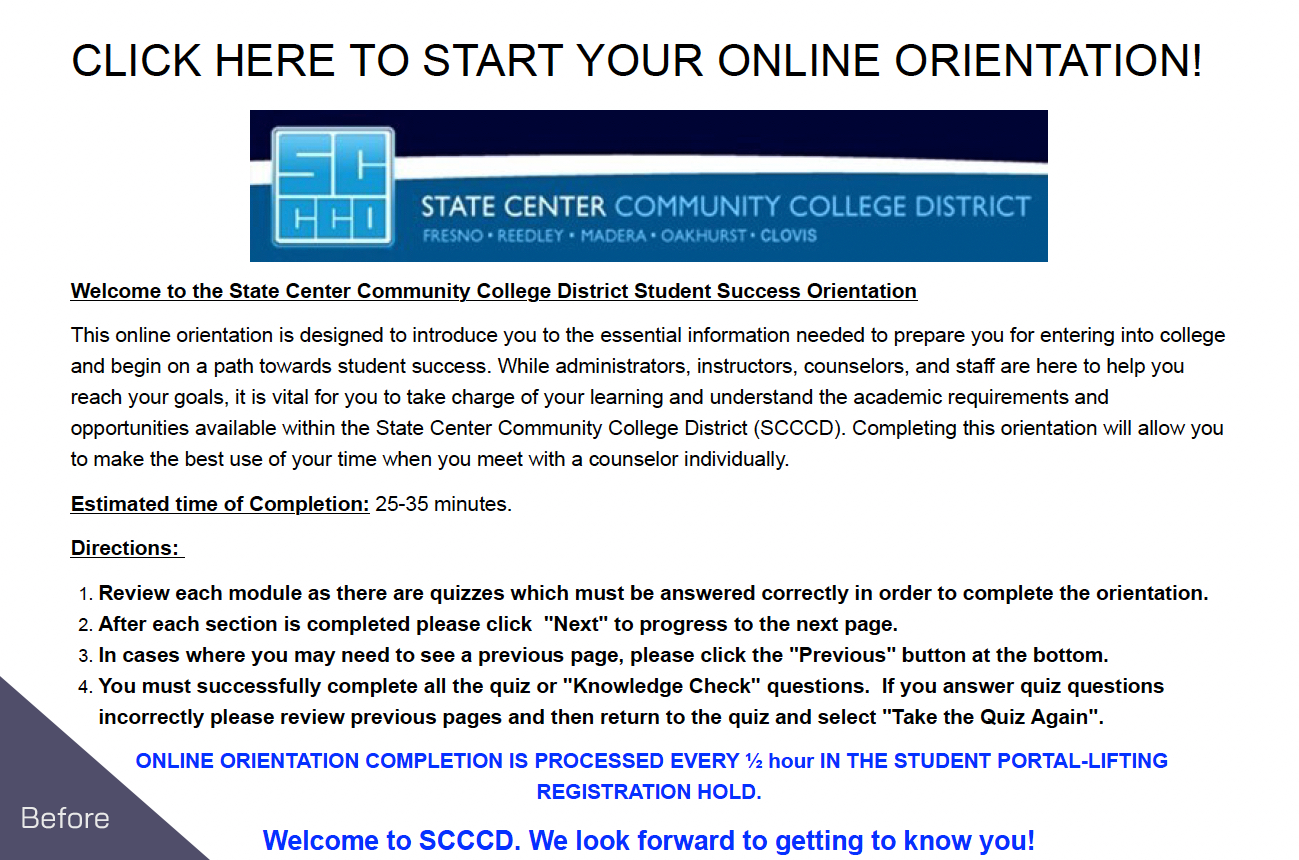 CLICK HERE TO START YOUR ONLINE ORIENTATION!
SC
CCD
STATE CENTER COMMUNITY COLLEGE DISTRICT
FRESNO • REEDLEY • MADERA • OAKHURST • CLOVIS
Welcome to the State Center Community College District Student Success Orientation
This online orientation is designed to introduce you to the essential information needed to prepare you for entering into college
and begin on a path towards student success. While administrators, instructors, counselors, and staff are here to help you
reach your goals, it is vital for you to take charge of your learning and understand the academic requirements and
opportunities available within the State Center Community College District (SCCCD). Completing this orientation will allow you
to make the best use of your time when you meet with a counselor individually.
Estimated time of Completion: 25-35 minutes.
Directions:
1. Review each module as there are quizzes which must be answered correctly in order to complete the orientation.
2. After each section is completed please click  "Next" to progress to the next page.
3. In cases where you may need to see a previous page, please click the "Previous" button at the bottom.
4. You must successfully complete all the quiz or "Knowledge Check" questions.  If you answer quiz questions
incorrectly please review previous pages and then return to the quiz and select "Take the Quiz Again".
ONLINE ORIENTATION COMPLETION IS PROCESSED EVERY ½ hour IN THE STUDENT PORTAL-LIFTING
REGISTRATION HOLD.
Before
Welcome to SCCCD. We look forward to getting to know you!